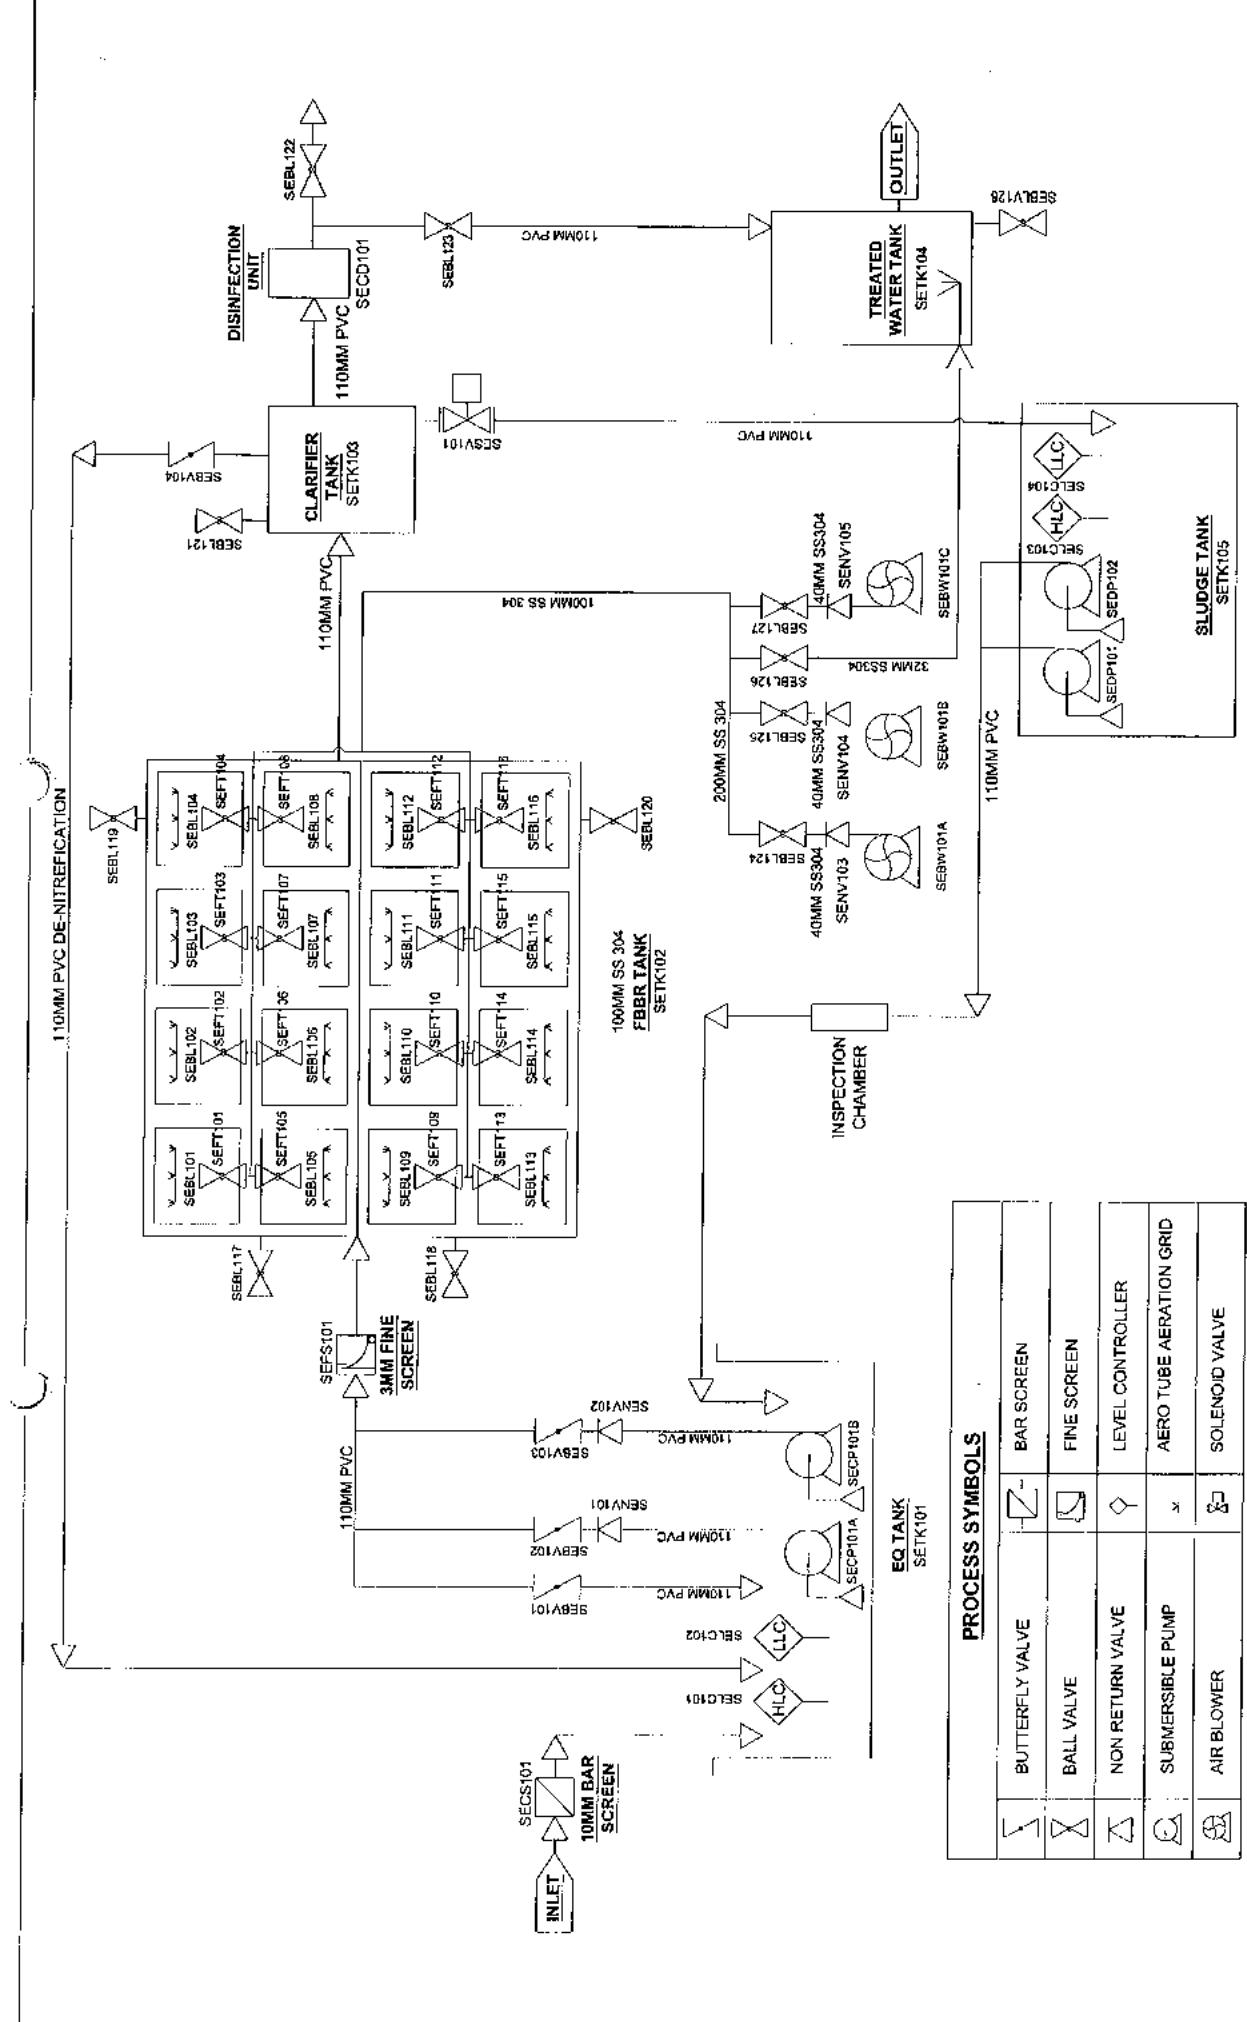 110MM PVC DE-NITREFICATION
SEBL119
SEBL121
SEBV104
CLARIFIER
TANK
SETK103
110MM PVC
DISINFECTION
UNIT
SECD101
SEBL122
SEBL123
110MM PVC
SESV101
110MM PVC
OUTLET
TREATED
WATER TANK
SETK104
SEBLV128
SEBL117
SEBL118
SEBL120
SEBL101
SEFT101
SEFT105
SEBL105
SEBL102
SEFT102
SEFT106
SEBL106
SEBL103
SEFT103
SEFT107
SEBL107
SEBL104
SEFT104
SEFT108
SEBL108
SEBL109
SEFT109
SEFT113
SEBL113
SEBL110
SEFT110
SEFT114
SEBL114
SEBL111
SEFT111
SEFT115
SEBL115
SEBL112
SEFT112
SEFT116
SEBL116
100MM SS 304
FBBR TANK
SETK102
110MM PVC
100MM SS 304
200MM SS 304
SEBL124
SEBL125
SEBL126
SEBL127
40MM SS304
SENV103
40MM SS304
SENV104
32MM SS304
40MM SS304
SENV105
SEBW101A
SEBW101B
SEBW101C
SELC103
HLC
SELC104
LLC
SEDP101
SEDP102
SLUDGE TANK
SETK105
110MM PVC
INSPECTION
CHAMBER
SEFS101
3MM FINE
SCREEN
110MM PVC
SEBV101
SEBV102
SEBV103
SENV101
SENV102
110MM PVC
110MM PVC
110MM PVC
SECP101A
SECP101B
EQ TANK
SETK101
SELC101
HLC
SELC102
LLC
INLET
SECS101
10MM BAR
SCREEN
PROCESS SYMBOLS
BUTTERFLY VALVE
BAR SCREEN
BALL VALVE
FINE SCREEN
NON RETURN VALVE
LEVEL CONTROLLER
SUBMERSIBLE PUMP
AERO TUBE AERATION GRID
AIR BLOWER
SOLENOID VALVE